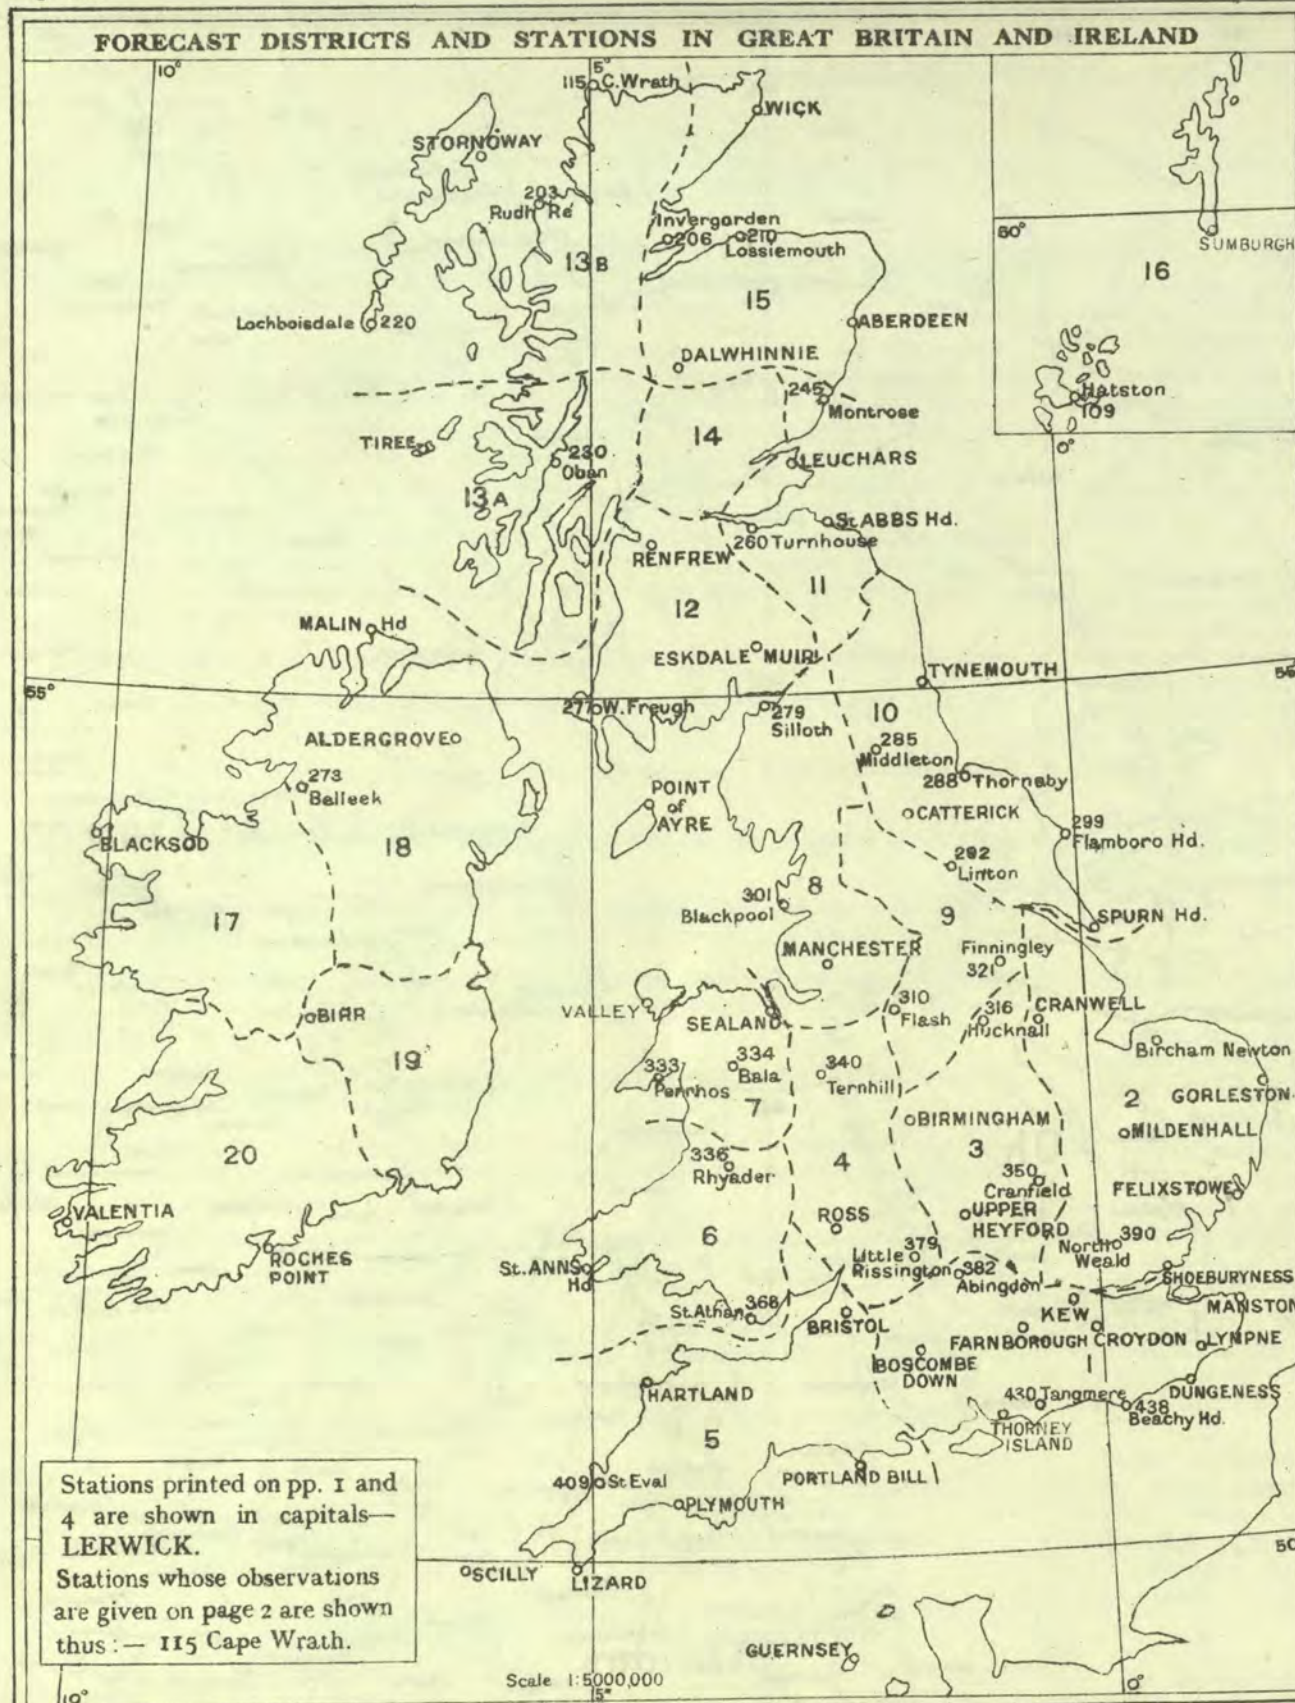 FORECAST DISTRICTS AND STATIONS IN GREAT BRITAIN AND IRELAND
10°
5°
115 C. Wrath
WICK
STORNOWAY
203
Rudh Re
Invergorden
206
210
Lossiemouth
13B
60°
SUMBURGH
16
15
Lochboisdale 220
ABERDEEN
DALWHINNIE
245
Montrose
Hatston
109
0°
14
TIREE
230
Oban
LEUCHARS
13A
St. ABBS Hd.
260 Turnhouse
RENFREW
11
12
MALIN Hd
ESKDALE MUIR
TYNEMOUTH
55°
55
277 W. Freugh
279
Silloth
10
ALDERGROVE
285
Middleton
273
Belleek
288 Thornaby
POINT
of
AYRE
CATTERICK
299
Flamboro Hd.
BLACKSOD
18
292
Linton
8
301
Blackpool
17
9
SPURN Hd.
MANCHESTER
Finningley
321
VALLEY
SEALAND
310
Flash
316
Hucknall
CRANWELL
BIRR
19
Bircham Newton
333
Penrhos
334
Bala
340
Ternhill
7
2
GORLESTON
BIRMINGHAM
MILDENHALL
20
336
Rhyader
4
3
350
Cranfield
FELIXSTOWE
VALENTIA
ROSS
UPPER
HEYFORD
6
ROCHES
POINT
St. ANNS
Hd
Little
Rissington
379
382
Abingdon
North
Weald
390
SHOEBURYNESS
St. Athan 368
BRISTOL
KEW
MANSTON
FARNBOROUGH
CROYDON
LYMPNE
BOSCOMBE
DOWN
1
HARTLAND
430 Tangmere
DUNGENESS
438
Beachy Hd.
THORNEY
ISLAND
5
409 St Eval
PORTLAND BILL
PLYMOUTH
Stations printed on pp. 1 and
4 are shown in capitals—
LERWICK.
Stations whose observations
are given on page 2 are shown
thus :— 115 Cape Wrath.
50
SCILLY
LIZARD
GUERNSEY
Scale 1:5000,000
10°
5°
0°